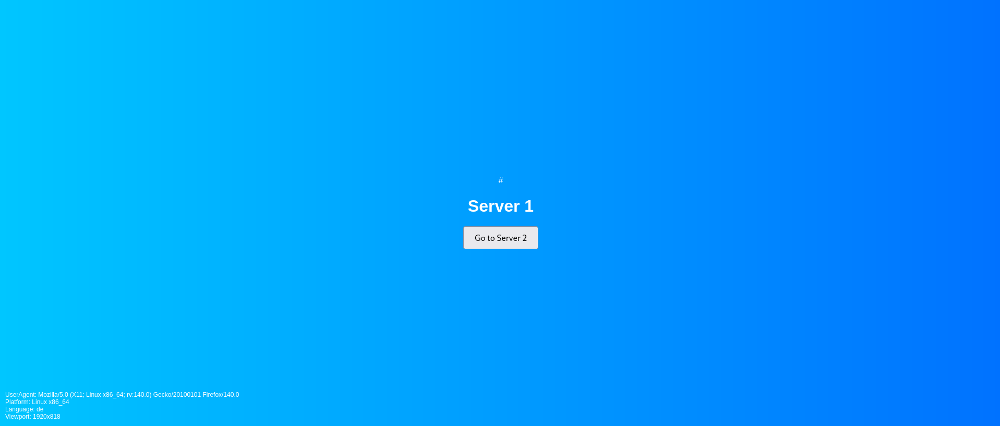 #
Server 1
Go to Server 2
UserAgent: Mozilla/5.0 (X11; Linux x86_64; rv:140.0) Gecko/20100101 Firefox/140.0
Platform: Linux x86_64
Language: de
Viewport: 1920x818